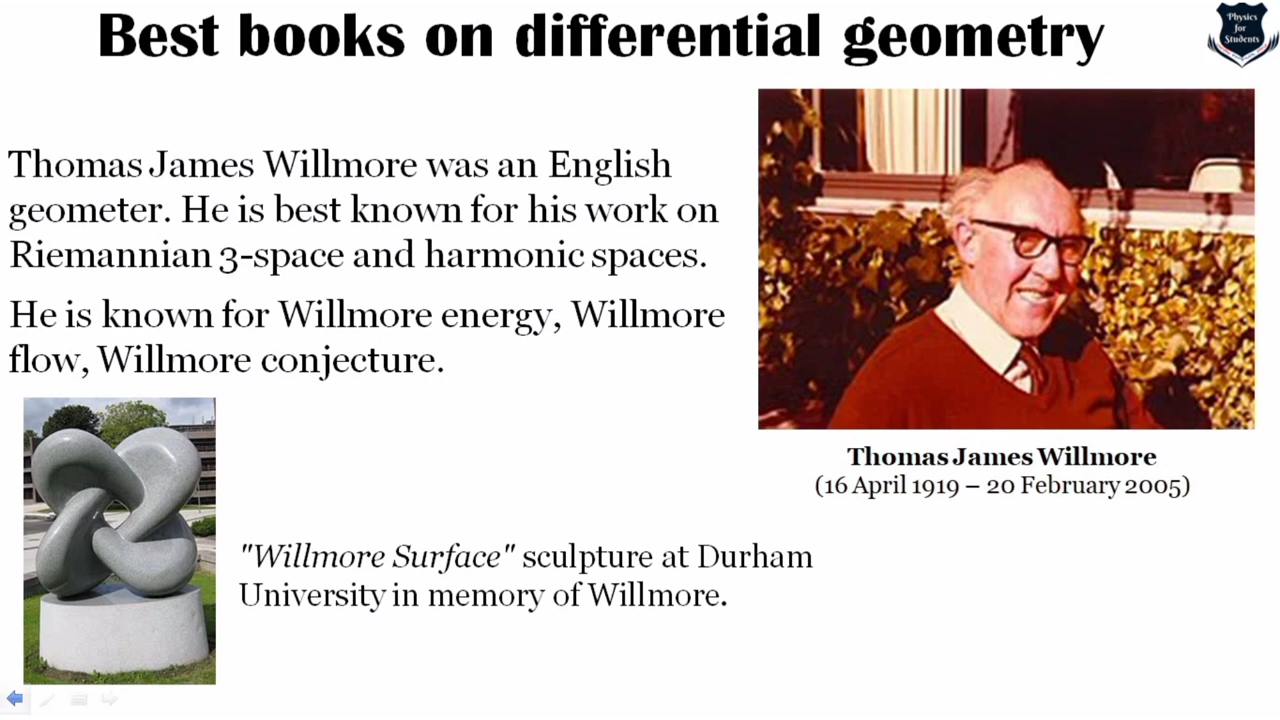 Best books on differential geometry
Physics
for
Students
Thomas James Willmore was an English
geometer. He is best known for his work on
Riemannian 3-space and harmonic spaces.
He is known for Willmore energy, Willmore
flow, Willmore conjecture.
Thomas James Willmore
(16 April 1919 – 20 February 2005)
"Willmore Surface" sculpture at Durham
University in memory of Willmore.